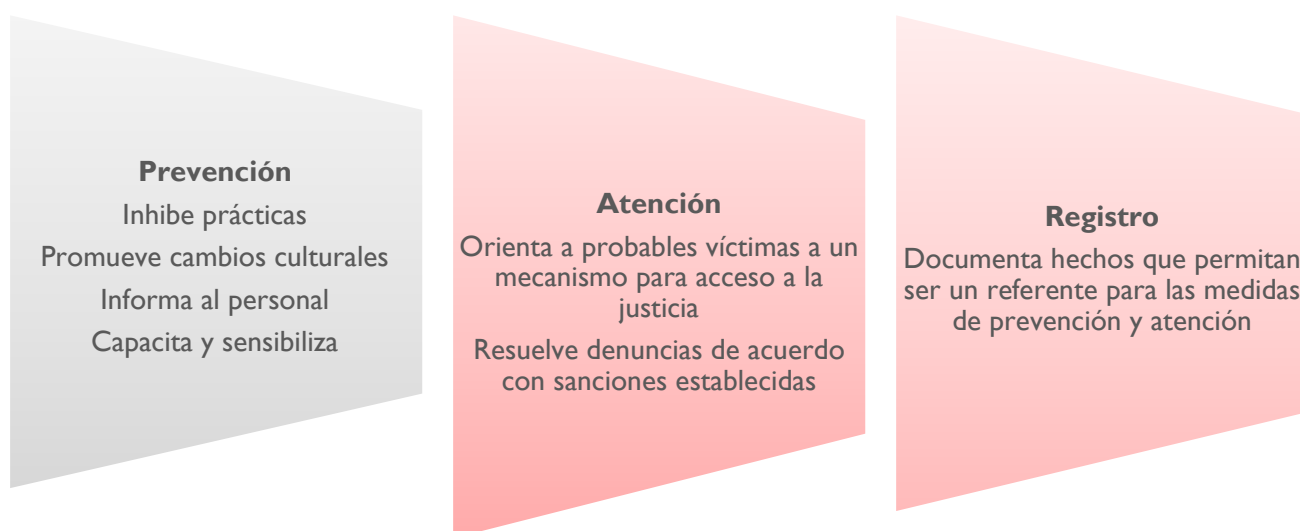 Prevención
Inhibe prácticas
Promueve cambios culturales
Informa al personal
Capacita y sensibiliza
Atención
Orienta a probables víctimas a un
mecanismo para acceso a la
justicia
Resuelve denuncias de acuerdo
con sanciones establecidas
Registro
Documenta hechos que permitan
ser un referente para las medidas
de prevención y atención